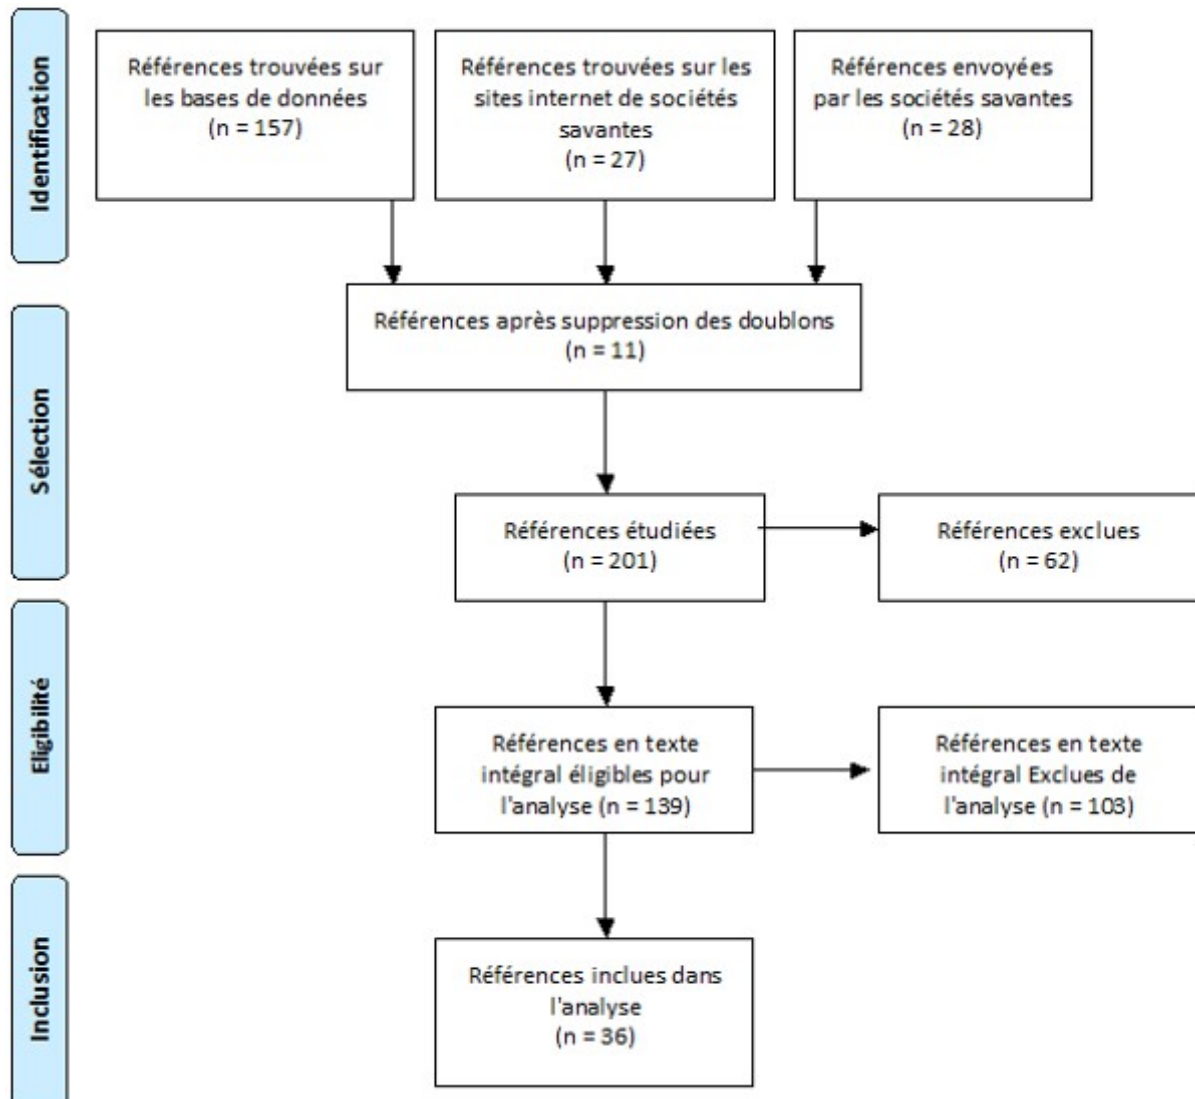 Identification
Références trouvées sur
les bases de données
(n = 157)
Références trouvées sur les
sites internet de sociétés
savantes
(n = 27)
Références envoyées
par les sociétés savantes
(n = 28)
Sélection
Références après suppression des doublons
(n = 11)
Références étudiées
(n = 201)
Références exclues
(n = 62)
Eligibilité
Références en texte
intégral éligibles pour
l'analyse (n = 139)
Références en texte
intégral Exclues de
l'analyse (n = 103)
Inclusion
Références inclues dans
l'analyse
(n = 36)